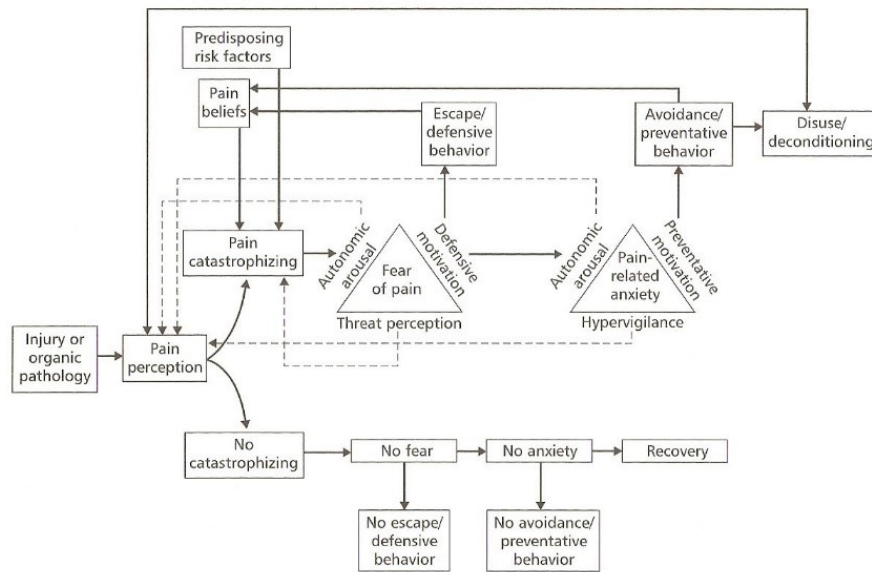 Predisposing
risk factors
Pain
beliefs
Escape/
defensive
behavior
Avoidance/
preventative
behavior
Disuse/
deconditioning
Pain
catastrophizing
Autonomic
arousal
Fear
of pain
Defensive
motivation
Threat perception
Autonomic
arousal
Pain-
related
anxiety
Preventative
motivation
Hypervigilance
Injury or
organic
pathology
Pain
perception
No
catastrophizing
No fear
No anxiety
Recovery
No escape/
defensive
behavior
No avoidance/
preventative
behavior